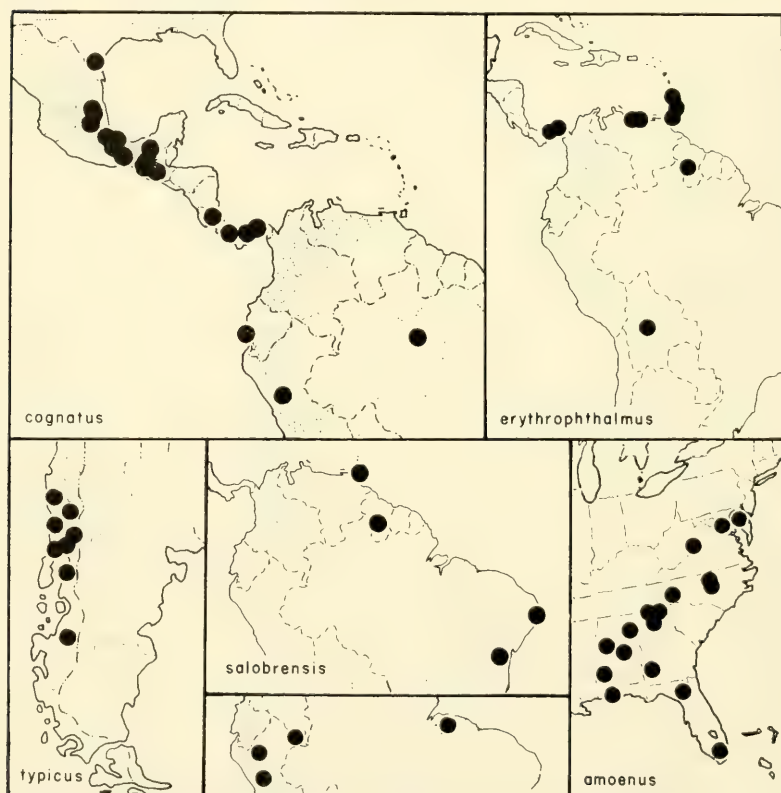 cognatus
erythrophthalmus
typicus
salobrensis
amoenus